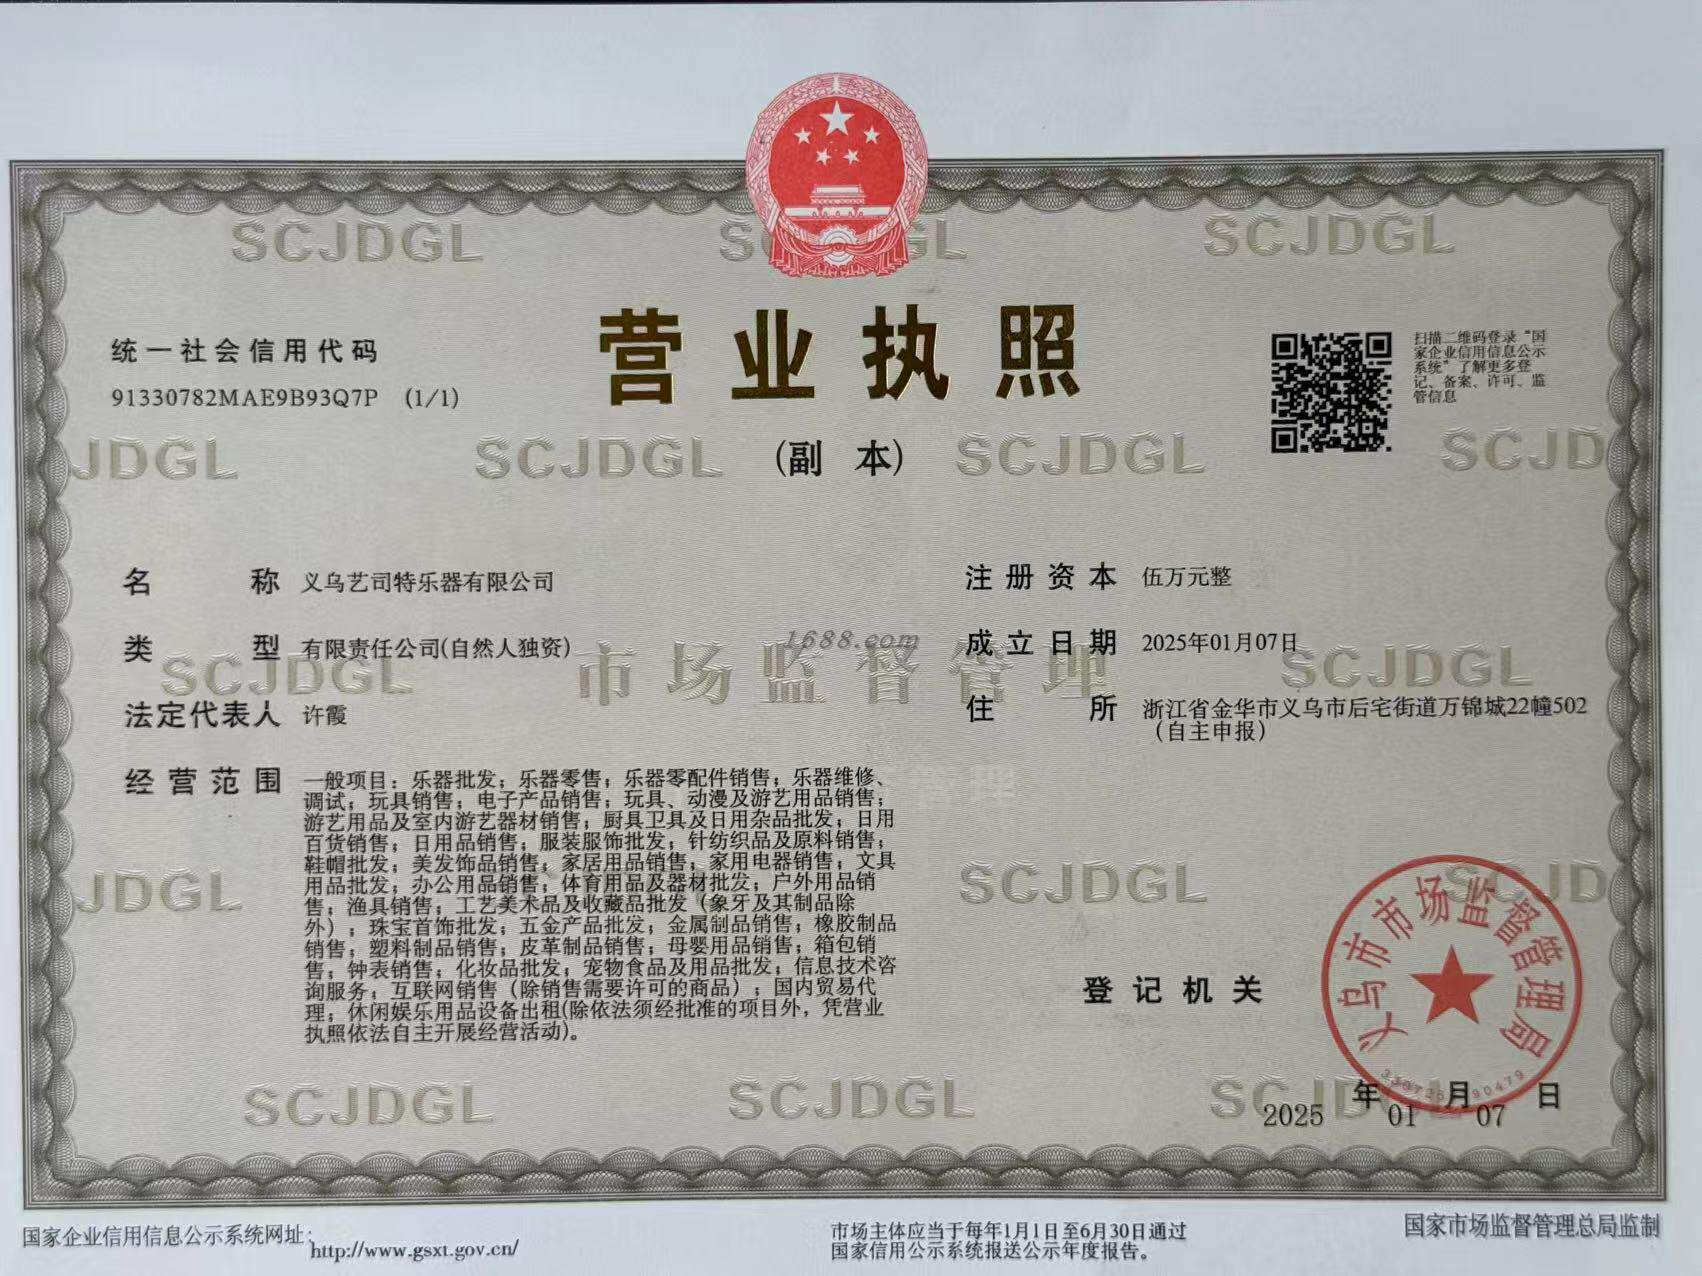 SCJDGL
SCJDGL
统一社会信用代码
91330782MAE9B93Q7P (1/1)
营业执照
(副 本)
扫描二维码登录“国
家企业信用信息公示
系统”了解更多登
记、备案、许可、监
管信息
JDGL
SCJDGL
SCJDGL
SCJD
名 称 义乌艺司特乐器有限公司
类 型 有限责任公司(自然人独资)
法定代表人 许霞
经营范围 一般项目：乐器批发；乐器零售；乐器零配件销售；乐器维修、
调试；玩具销售；电子产品销售；玩具、动漫及游艺用品销售；
游艺用品及室内游艺器材销售；厨具卫具及日用杂品批发；日用
百货销售；日用品销售；服装服饰批发；针纺织品及原料销售；
鞋帽批发；美发饰品销售；家居用品销售；家用电器销售；文具
用品批发；办公用品销售；体育用品及器材批发；户外用品销
售；渔具销售；工艺美术品及收藏品批发（象牙及其制品除
外）；珠宝首饰批发；五金产品批发；金属制品销售；橡胶制品
销售；塑料制品销售；皮革制品销售；母婴用品销售；箱包销
售；钟表销售；化妆品批发；宠物食品及用品批发；信息技术咨
询服务；互联网销售（除销售需要许可的商品）；国内贸易代
理；休闲娱乐用品设备出租(除依法须经批准的项目外，凭营业
执照依法自主开展经营活动)。
注册资本 伍万元整
成立日期 2025年01月07日
住 所 浙江省金华市义乌市后宅街道万锦城22幢502
（自主申报）
1688.com
市场监督管理
SCJDGL
SCJDGL
JDGL
SCJDGL
SCJD
登记机关
义乌市市场监督管理局
2025 年 01 月 07 日
SCJDGL
SCJDGL
国家企业信用信息公示系统网址：
http://www.gsxt.gov.cn/
市场主体应当于每年1月1日至6月30日通过
国家信用公示系统报送公示年度报告。
国家市场监督管理总局监制